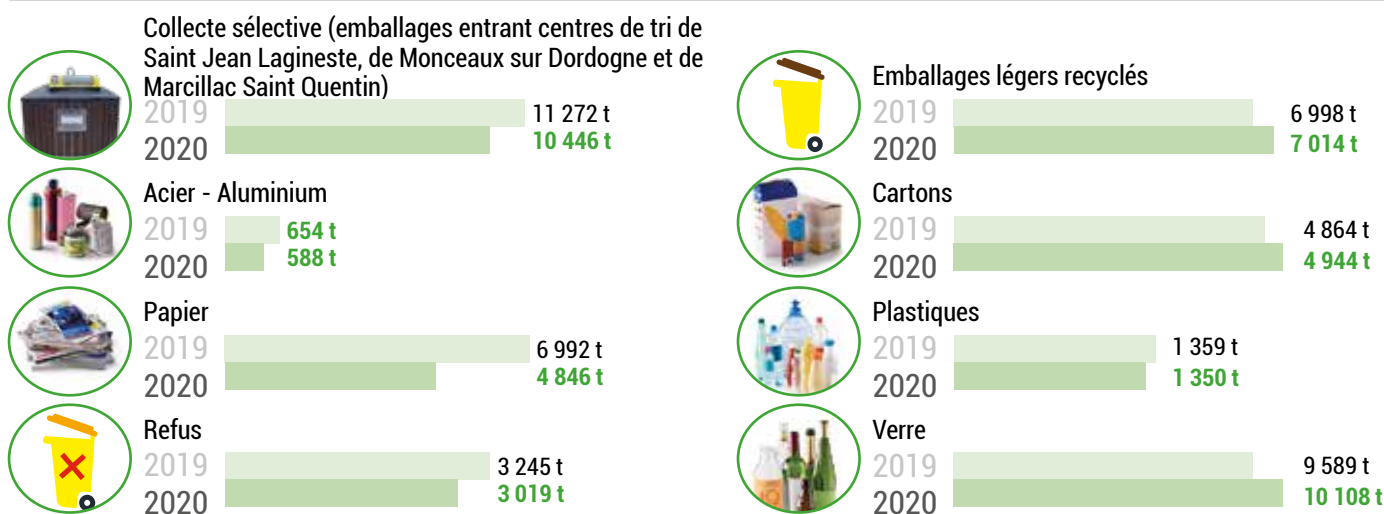 Collecte sélective (emballages entrant centres de tri de
Saint Jean Lagineste, de Monceaux sur Dordogne et de
Marcillac Saint Quentin)
2019 11 272 t
2020 10 446 t
Acier - Aluminium
2019 654 t
2020 588 t
Papier
2019 6 992 t
2020 4 846 t
Refus
2019 3 245 t
2020 3 019 t
Emballages légers recyclés
2019 6 998 t
2020 7 014 t
Cartons
2019 4 864 t
2020 4 944 t
Plastiques
2019 1 359 t
2020 1 350 t
Verre
2019 9 589 t
2020 10 108 t